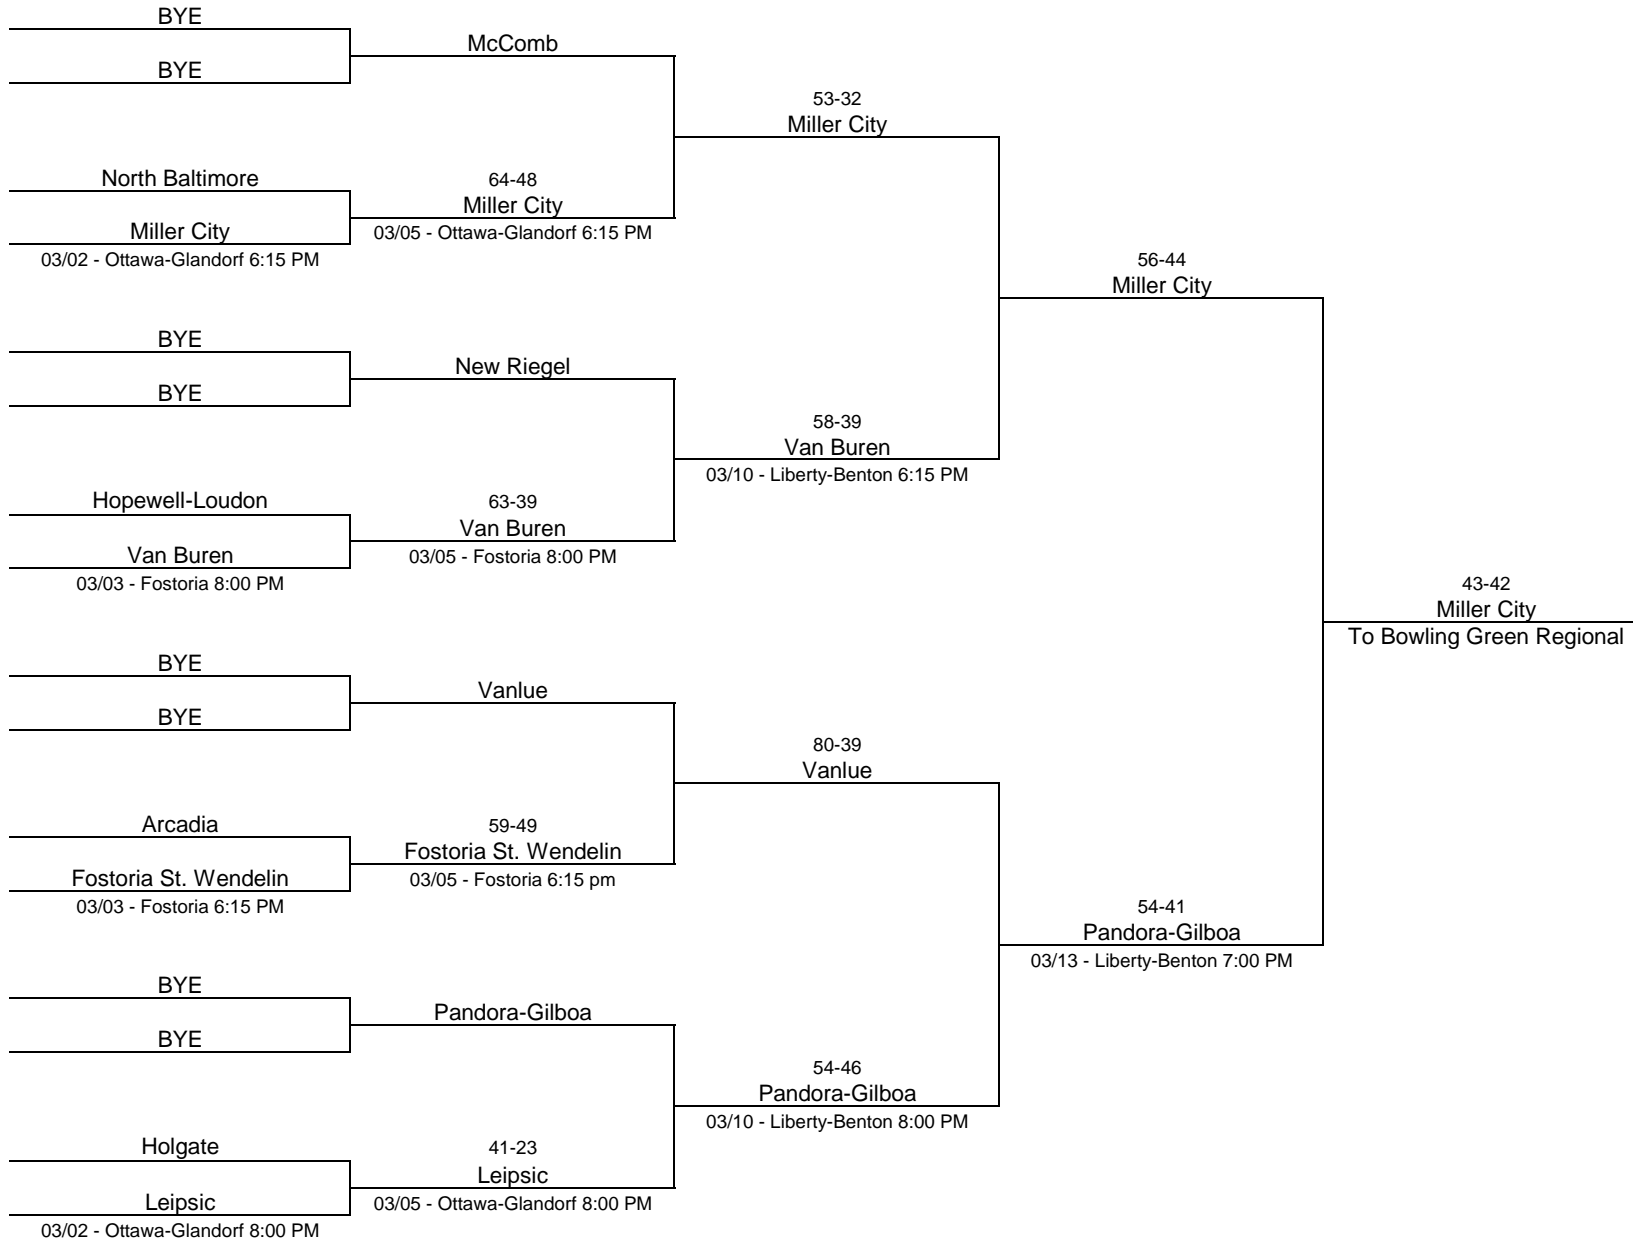 BYE
BYE
McComb
53-32
Miller City
North Baltimore
Miller City
03/02 - Ottawa-Glandorf 6:15 PM
64-48
Miller City
03/05 - Ottawa-Glandorf 6:15 PM
56-44
Miller City
BYE
BYE
New Riegel
58-39
Van Buren
03/10 - Liberty-Benton 6:15 PM
Hopewell-Loudon
Van Buren
03/03 - Fostoria 8:00 PM
63-39
Van Buren
03/05 - Fostoria 8:00 PM
43-42
Miller City
To Bowling Green Regional
BYE
BYE
Vanlue
80-39
Vanlue
Arcadia
Fostoria St. Wendelin
03/03 - Fostoria 6:15 PM
59-49
Fostoria St. Wendelin
03/05 - Fostoria 6:15 pm
54-41
Pandora-Gilboa
03/13 - Liberty-Benton 7:00 PM
BYE
BYE
Pandora-Gilboa
54-46
Pandora-Gilboa
03/10 - Liberty-Benton 8:00 PM
Holgate
Leipsic
03/02 - Ottawa-Glandorf 8:00 PM
41-23
Leipsic
03/05 - Ottawa-Glandorf 8:00 PM